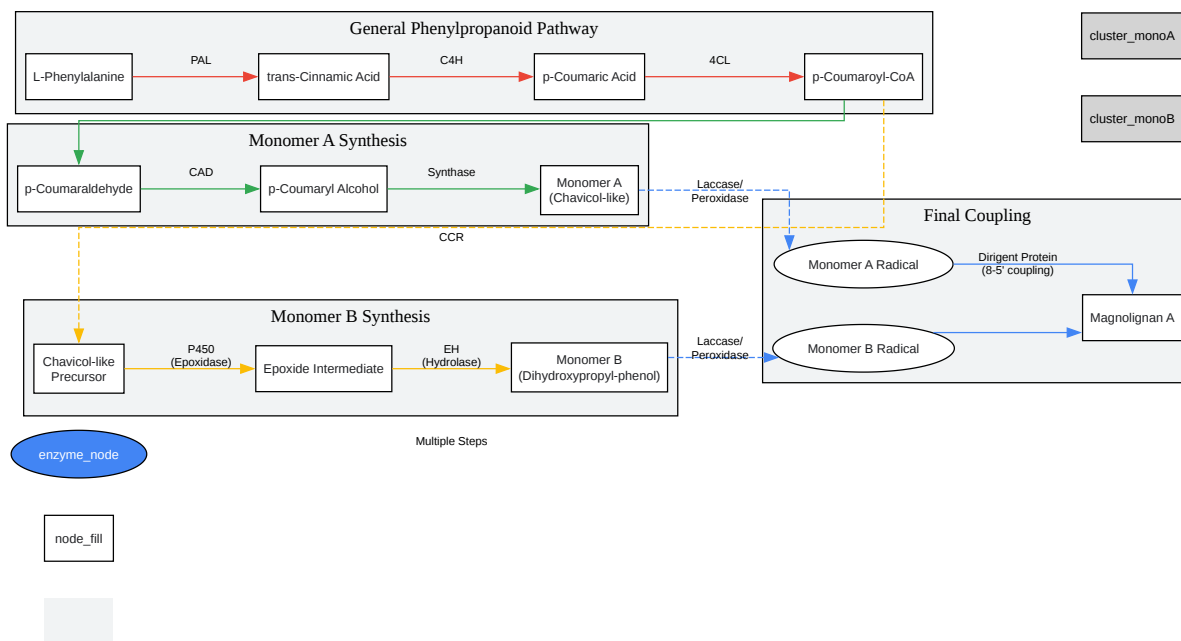 General Phenylpropanoid Pathway
cluster_monoA
PAL
C4H
4CL
L-Phenylalanine
trans-Cinnamic Acid
p-Coumaric Acid
p-Coumaroyl-CoA
cluster_monoB
Monomer A Synthesis
CAD
Synthase
p-Coumaraldehyde
p-Coumaryl Alcohol
Monomer A
(Chavicol-like)
Laccase/
Peroxidase
CCR
Final Coupling
Monomer A Radical
Dirigent Protein
(8-5' coupling)
Magnolignan A
Monomer B Synthesis
P450
(Epoxidase)
EH
(Hydrolase)
Chavicol-like
Precursor
Epoxide Intermediate
Monomer B
(Dihydroxypropyl-phenol)
Laccase/
Peroxidase
Monomer B Radical
Multiple Steps
enzyme_node
node_fill